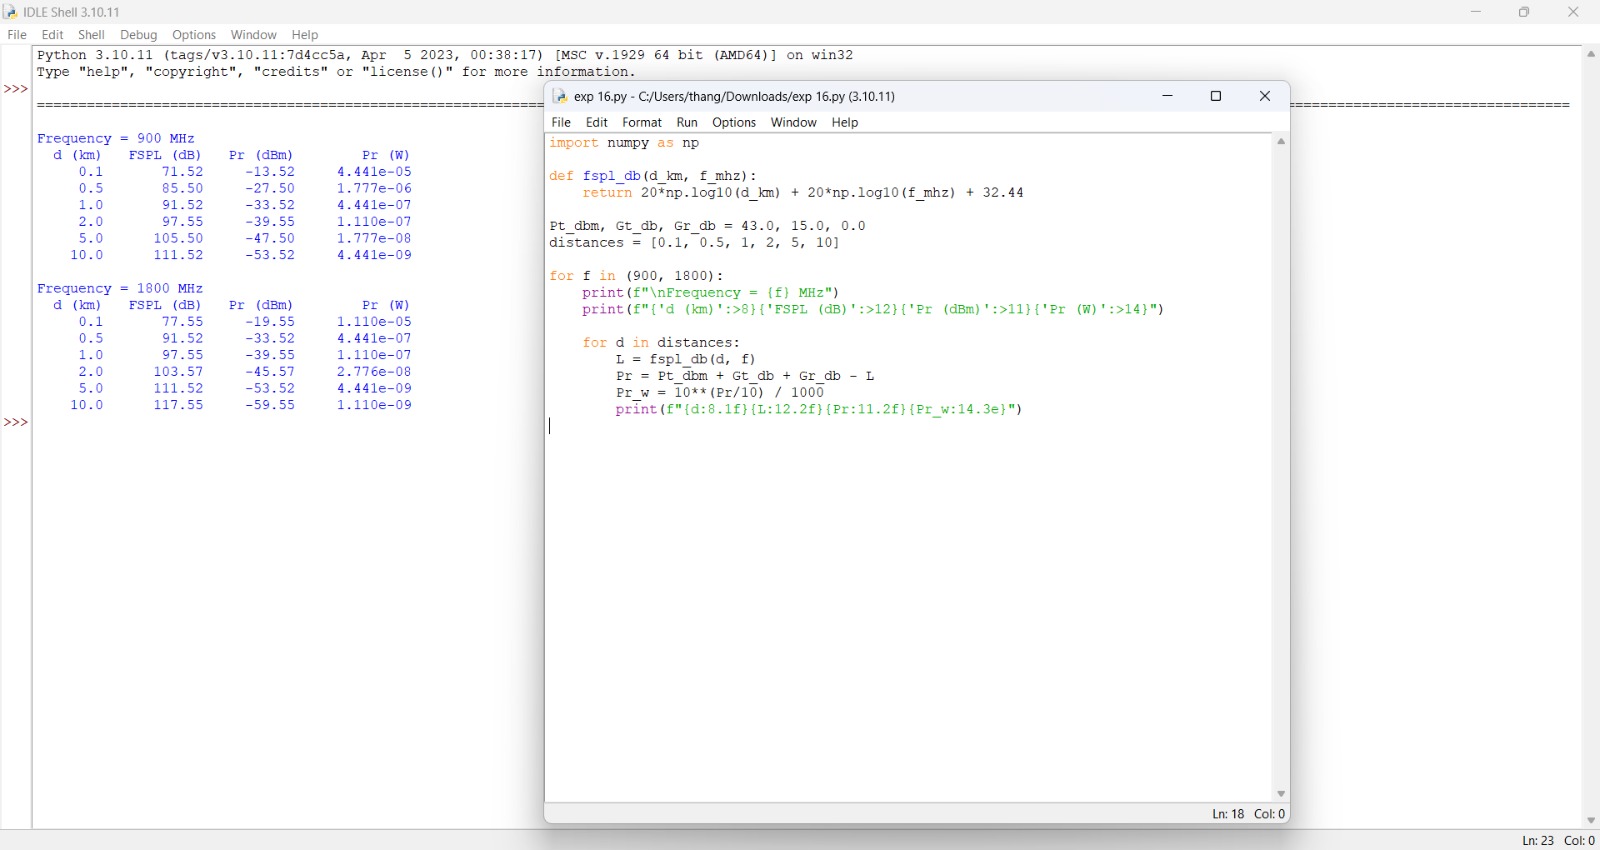 IDLE Shell 3.10.11
File Edit Shell Debug Options Window Help
Python 3.10.11 (tags/v3.10.11:7d4cc5a, Apr  5 2023, 00:38:17) [MSC v.1929 64 bit (AMD64)] on win32
Type "help", "copyright", "credits" or "license()" for more information.
>>>
Frequency = 900 MHz
  d (km)   FSPL (dB)   Pr (dBm)        Pr (W)
     0.1       71.52     -13.52     4.441e-05
     0.5       85.50     -27.50     1.777e-06
     1.0       91.52     -33.52     4.441e-07
     2.0       97.55     -39.55     1.110e-07
     5.0      105.50     -47.50     1.777e-08
    10.0      111.52     -53.52     4.441e-09
Frequency = 1800 MHz
  d (km)   FSPL (dB)   Pr (dBm)        Pr (W)
     0.1       77.55     -19.55     1.110e-05
     0.5       91.52     -33.52     4.441e-07
     1.0       97.55     -39.55     1.110e-07
     2.0      103.57     -45.57     2.776e-08
     5.0      111.52     -53.52     4.441e-09
    10.0      117.55     -59.55     1.110e-09
>>>
exp 16.py - C:/Users/thang/Downloads/exp 16.py (3.10.11)
File Edit Format Run Options Window Help
import numpy as np
def fspl_db(d_km, f_mhz):
    return 20*np.log10(d_km) + 20*np.log10(f_mhz) + 32.44
Pt_dbm, Gt_db, Gr_db = 43.0, 15.0, 0.0
distances = [0.1, 0.5, 1, 2, 5, 10]
for f in (900, 1800):
    print(f"\nFrequency = {f} MHz")
    print(f"{'d (km)':>8}{'FSPL (dB)':>12}{'Pr (dBm)':>11}{'Pr (W)':>14}")
    for d in distances:
        L = fspl_db(d, f)
        Pr = Pt_dbm + Gt_db + Gr_db - L
        Pr_w = 10**(Pr/10) / 1000
        print(f"{d:8.1f}{L:12.2f}{Pr:11.2f}{Pr_w:14.3e}")
Ln: 18 Col: 0
Ln: 23 Col: 0